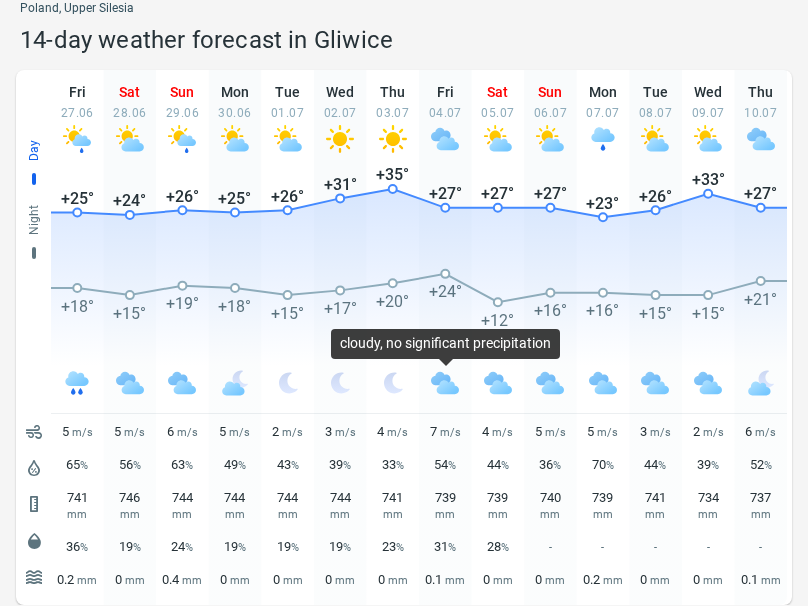 Poland, Upper Silesia
14-day weather forecast in Gliwice
Fri Sat Sun Mon Tue Wed Thu Fri Sat Sun Mon Tue Wed Thu
27.06 28.06 29.06 30.06 01.07 02.07 03.07 04.07 05.07 06.07 07.07 08.07 09.07 10.07
Day
+25° +24° +26° +25° +26° +31° +35° +27° +27° +27° +23° +26° +33° +27°
Night
+18° +15° +19° +18° +15° +17° +20° +24° +12° +16° +16° +15° +15° +21°
cloudy, no significant precipitation
5 m/s 5 m/s 6 m/s 5 m/s 2 m/s 3 m/s 4 m/s 7 m/s 4 m/s 5 m/s 5 m/s 3 m/s 2 m/s 6 m/s
65% 56% 63% 49% 43% 39% 33% 54% 44% 36% 70% 44% 39% 52%
741 746 744 744 744 744 741 739 739 740 739 741 734 737
mm mm mm mm mm mm mm mm mm mm mm mm mm mm
36% 19% 24% 19% 19% 19% 23% 31% 28% - - - - -
0.2 mm 0 mm 0.4 mm 0 mm 0 mm 0 mm 0 mm 0.1 mm 0 mm 0 mm 0.2 mm 0 mm 0 mm 0.1 mm